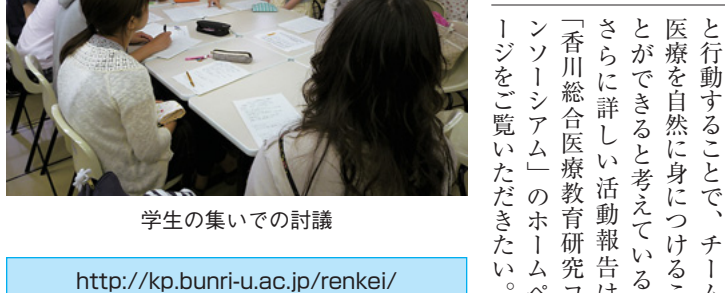 と行動することで、チーム
医療を自然に身につけるこ
とができると考えている
さらに詳しい活動報告は
「香川総合医療教育研究コ
ンソーシアム」のホームペ
ージをご覧いただきたい。
学生の集いでの討議
http://kp.bunri-u.ac.jp/renkei/